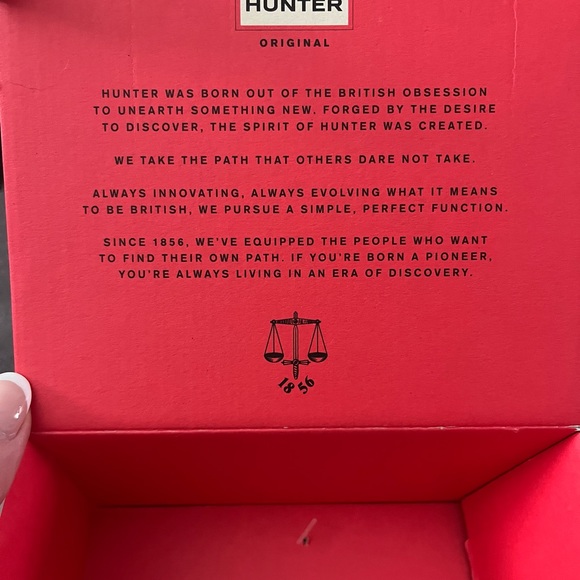 HUNTER
ORIGINAL
HUNTER WAS BORN OUT OF THE BRITISH OBSESSION
TO UNEARTH SOMETHING NEW. FORGED BY THE DESIRE
TO DISCOVER, THE SPIRIT OF HUNTER WAS CREATED.
WE TAKE THE PATH THAT OTHERS DARE NOT TAKE.
ALWAYS INNOVATING, ALWAYS EVOLVING WHAT IT MEANS
TO BE BRITISH, WE PURSUE A SIMPLE, PERFECT FUNCTION.
SINCE 1856, WE'VE EQUIPPED THE PEOPLE WHO WANT
TO FIND THEIR OWN PATH. IF YOU'RE BORN A PIONEER,
YOU'RE ALWAYS LIVING IN AN ERA OF DISCOVERY.
1856